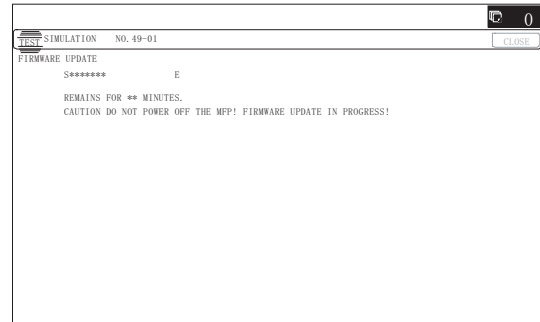 0
TEST SIMULATION NO.49-01 CLOSE
FIRMWARE UPDATE
S******* E
REMAINS FOR ** MINUTES.
CAUTION DO NOT POWER OFF THE MFP! FIRMWARE UPDATE IN PROGRESS!